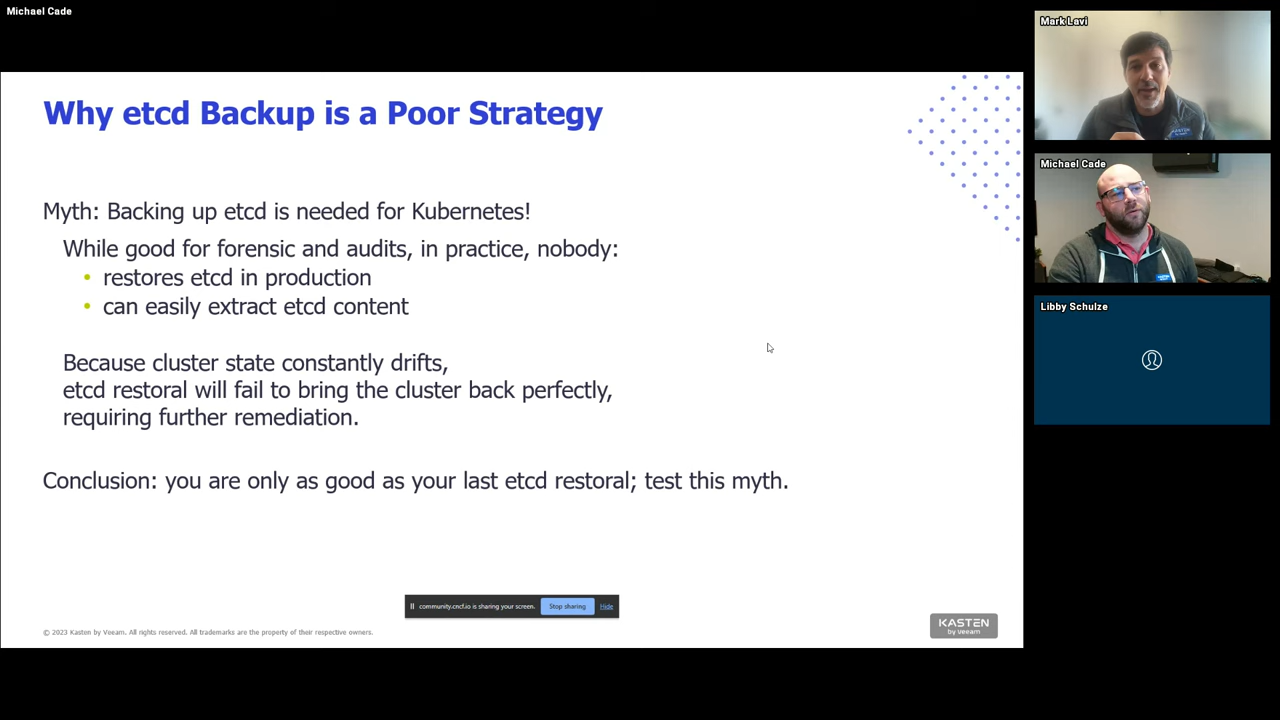 Michael Cade
Why etcd Backup is a Poor Strategy
Myth: Backing up etcd is needed for Kubernetes!
While good for forensic and audits, in practice, nobody:
• restores etcd in production
• can easily extract etcd content
Because cluster state constantly drifts,
etcd restoral will fail to bring the cluster back perfectly,
requiring further remediation.
Conclusion: you are only as good as your last etcd restoral; test this myth.
community.cncf.io is sharing your screen.
Stop sharing
Hide
© 2023 Kasten by Veeam. All rights reserved. All trademarks are the property of their respective owners.
KASTEN
by Veeam
Mark Lavi
KASTEN
Michael Cade
Libby Schulze